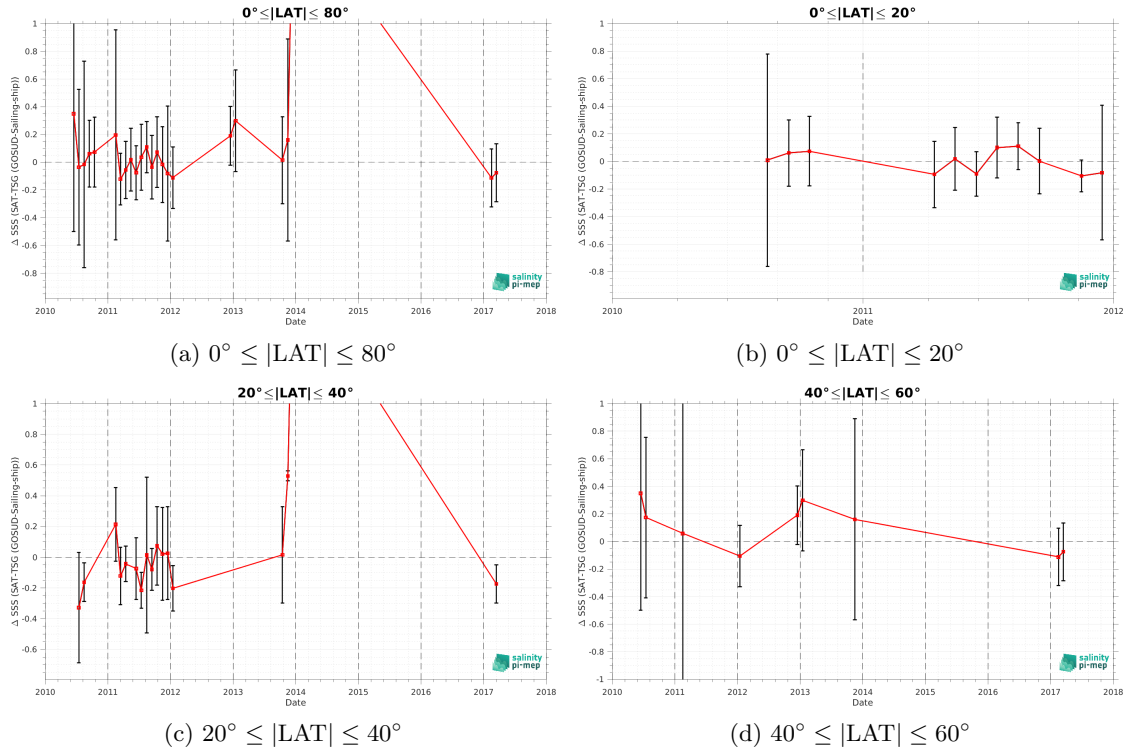 0°≤|LAT|≤ 80°
Δ SSS (SAT-TSG (GOSUD-Sailing-ship))
1
0.8
0.6
0.4
0.2
0
-0.2
-0.4
-0.6
-0.8
salinity
pi-mep
2010 2011 2012 2013 2014 2015 2016 2017 2018
Date
(a) 0° ≤ |LAT| ≤ 80°
0°≤|LAT|≤ 20°
Δ SSS (SAT-TSG (GOSUD-Sailing-ship))
1
0.8
0.6
0.4
0.2
0
-0.2
-0.4
-0.6
-0.8
salinity
pi-mep
2010 2011 2012
Date
(b) 0° ≤ |LAT| ≤ 20°
20°≤|LAT|≤ 40°
Δ SSS (SAT-TSG (GOSUD-Sailing-ship))
1
0.8
0.6
0.4
0.2
0
-0.2
-0.4
-0.6
salinity
pi-mep
2010 2011 2012 2013 2014 2015 2016 2017 2018
Date
(c) 20° ≤ |LAT| ≤ 40°
40°≤|LAT|≤ 60°
Δ SSS (SAT-TSG (GOSUD-Sailing-ship))
1
0.8
0.6
0.4
0.2
0
-0.2
-0.4
-0.6
-0.8
-1
salinity
pi-mep
2010 2011 2012 2013 2014 2015 2016 2017 2018
Date
(d) 40° ≤ |LAT| ≤ 60°